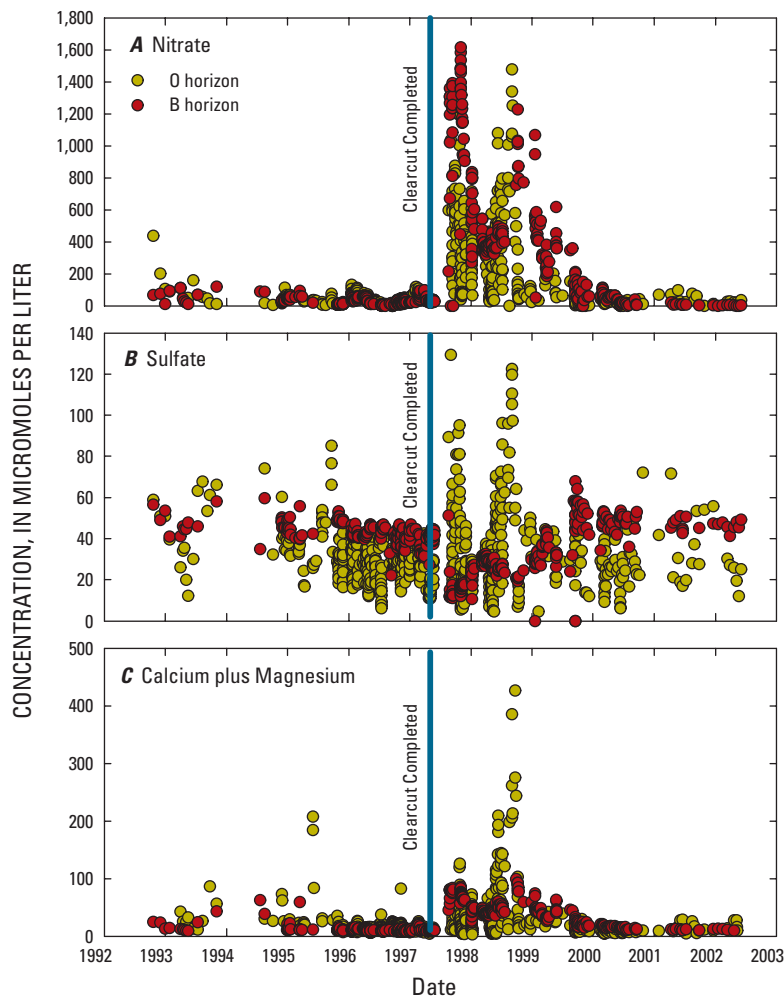 CONCENTRATION, IN MICROMOLES PER LITER
1,800
1,600
1,400
1,200
1,000
800
600
400
200
0
A Nitrate
O horizon
B horizon
Clearcut Completed
140
120
100
80
60
40
20
0
B Sulfate
Clearcut Completed
500
400
300
200
100
0
C Calcium plus Magnesium
Clearcut Completed
1992 1993 1994 1995 1996 1997 1998 1999 2000 2001 2002 2003
Date